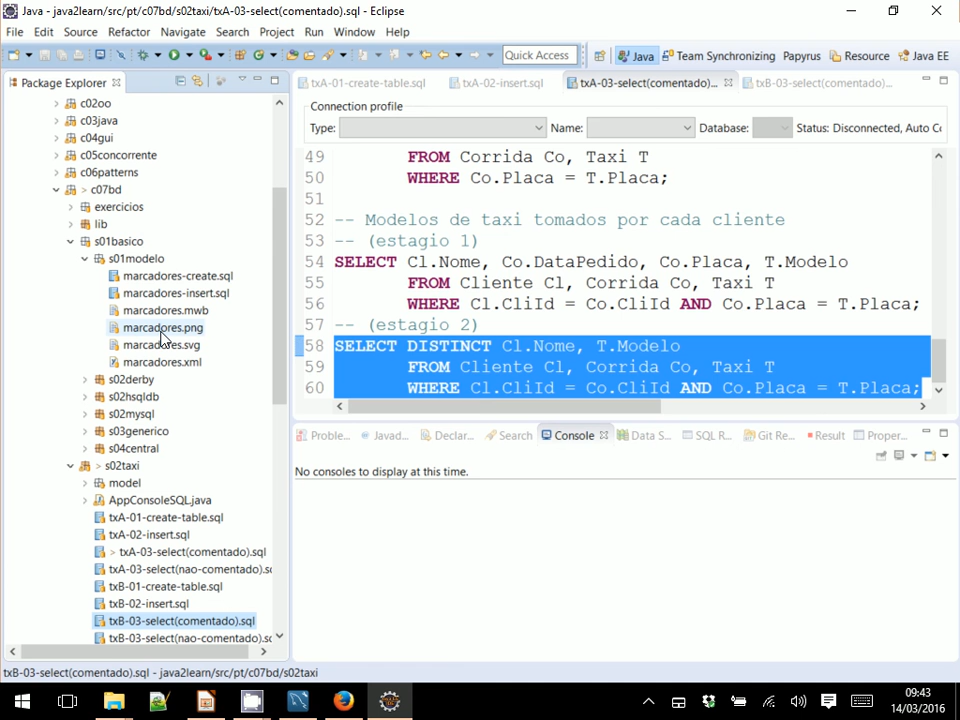 Java - java2learn/src/pt/c07bd/s02taxi/txA-03-select(comentado).sql - Eclipse
File Edit Source Refactor Navigate Search Project Run Window Help
Quick Access
Java
Team Synchronizing
Papyrus
Resource
Java EE
Package Explorer
c02oo
c03java
c04gui
c05concorrente
c06patterns
> c07bd
exercicios
lib
s01basico
s01modelo
marcadores-create.sql
marcadores-insert.sql
marcadores.mwb
marcadores.png
marcadores.svg
marcadores.xml
s02derby
s02hsqldb
s02mysql
s03generico
s04central
> s02taxi
model
AppConsoleSQL.java
txA-01-create-table.sql
txA-02-insert.sql
> txA-03-select(comentado).sql
txA-03-select(nao-comentado).sc
txB-01-create-table.sql
txB-02-insert.sql
txB-03-select(comentado).sql
txB-03-select(nao-comentado).sc
txA-01-create-table.sql
txA-02-insert.sql
txA-03-select(comentado)...
txB-03-select(comentado)...
Connection profile
Type: Name: Database: Status: Disconnected, Auto Co
49 FROM Corrida Co, Taxi T
50 WHERE Co.Placa = T.Placa;
51
52 -- Modelos de taxi tomados por cada cliente
53 -- (estagio 1)
54 SELECT Cl.Nome, Co.DataPedido, Co.Placa, T.Modelo
55 FROM Cliente Cl, Corrida Co, Taxi T
56 WHERE Cl.CliId = Co.CliId AND Co.Placa = T.Placa;
57 -- (estagio 2)
58 SELECT DISTINCT Cl.Nome, T.Modelo
59 FROM Cliente Cl, Corrida Co, Taxi T
60 WHERE Cl.CliId = Co.CliId AND Co.Placa = T.Placa;
Proble... Javad... Declar... Search Console Data S... SQL R... Git Re... Result Proper...
No consoles to display at this time.
txB-03-select(comentado).sql - java2learn/src/pt/c07bd/s02taxi
09:43
14/03/2016